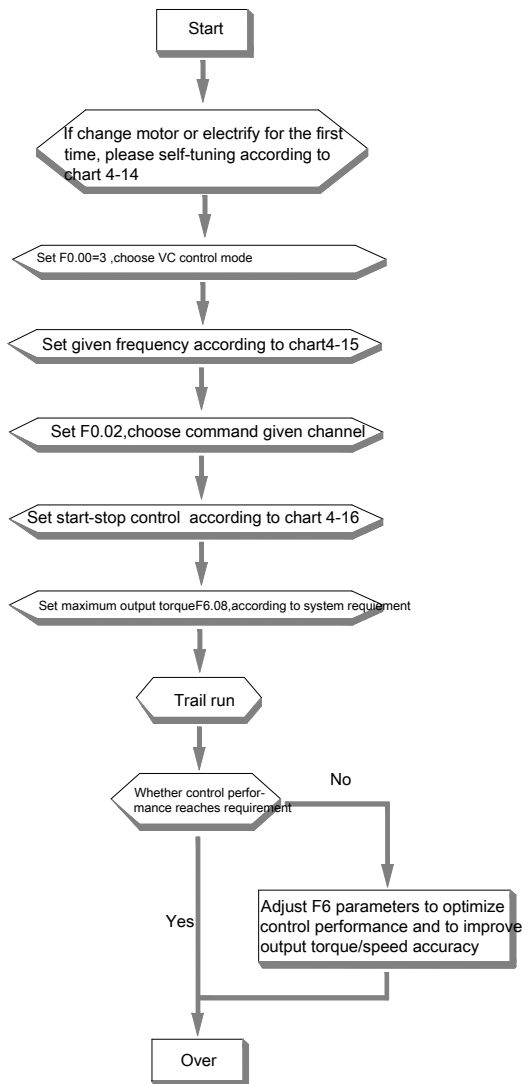 Start
If change motor or electrify for the first
time, please self-tuning according to
chart 4-14
Set F0.00=3 ,choose VC control mode
Set given frequency according to chart4-15
Set F0.02,choose command given channel
Set start-stop control according to chart 4-16
Set maximum output torqueF6.08,according to system requiement
Trail run
Whether control perfor-
mance reaches requirement
No
Yes
Adjust F6 parameters to optimize
control performance and to improve
output torque/speed accuracy
Over